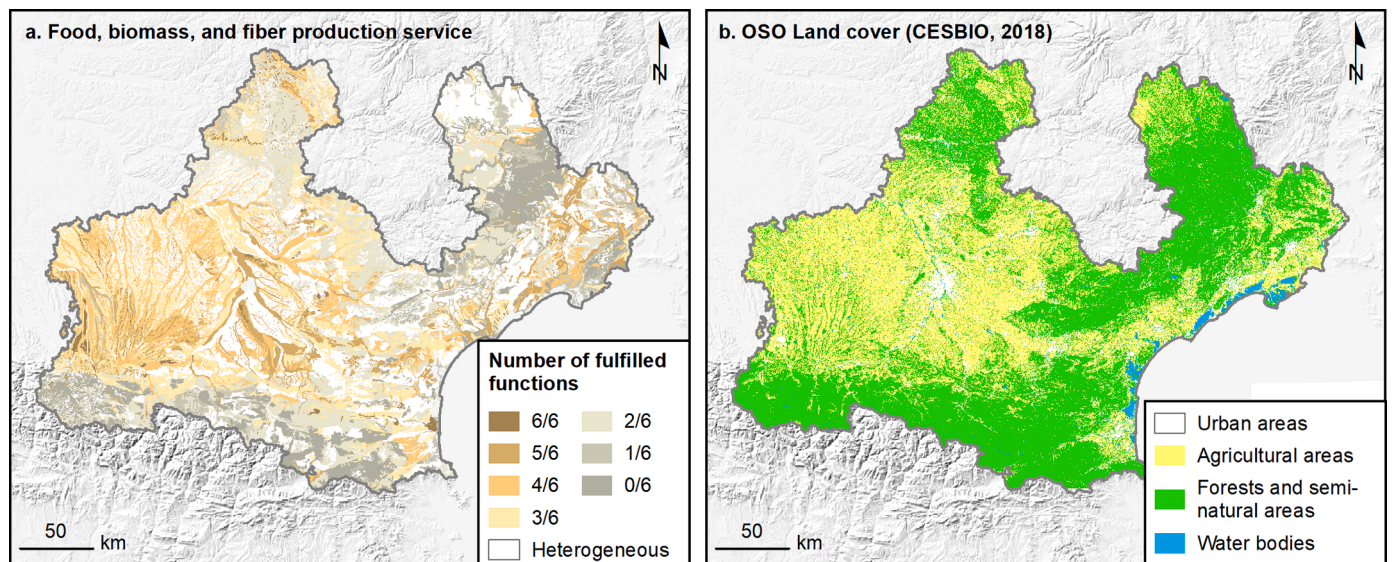 a. Food, biomass, and fiber production service
N
Number of fulfilled
functions
6/6
2/6
5/6
1/6
4/6
0/6
3/6
Heterogeneous
50
km
b. OSO Land cover (CESBIO, 2018)
N
Urban areas
Agricultural areas
Forests and semi-
natural areas
Water bodies
50
km